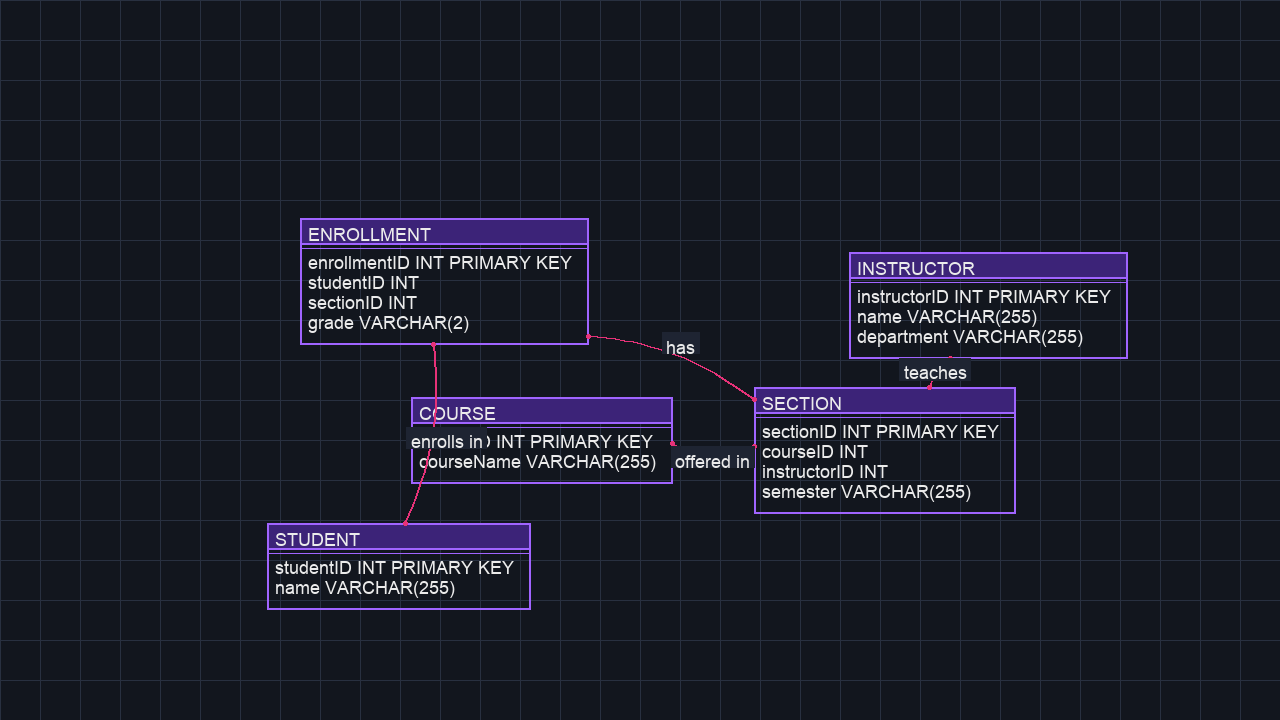 ENROLLMENT
enrollmentID INT PRIMARY KEY
studentID INT
sectionID INT
grade VARCHAR(2)
INSTRUCTOR
instructorID INT PRIMARY KEY
name VARCHAR(255)
department VARCHAR(255)
has
teaches
COURSE
enrolls in
INT PRIMARY KEY
courseName VARCHAR(255)
offered in
SECTION
sectionID INT PRIMARY KEY
courseID INT
instructorID INT
semester VARCHAR(255)
STUDENT
studentID INT PRIMARY KEY
name VARCHAR(255)